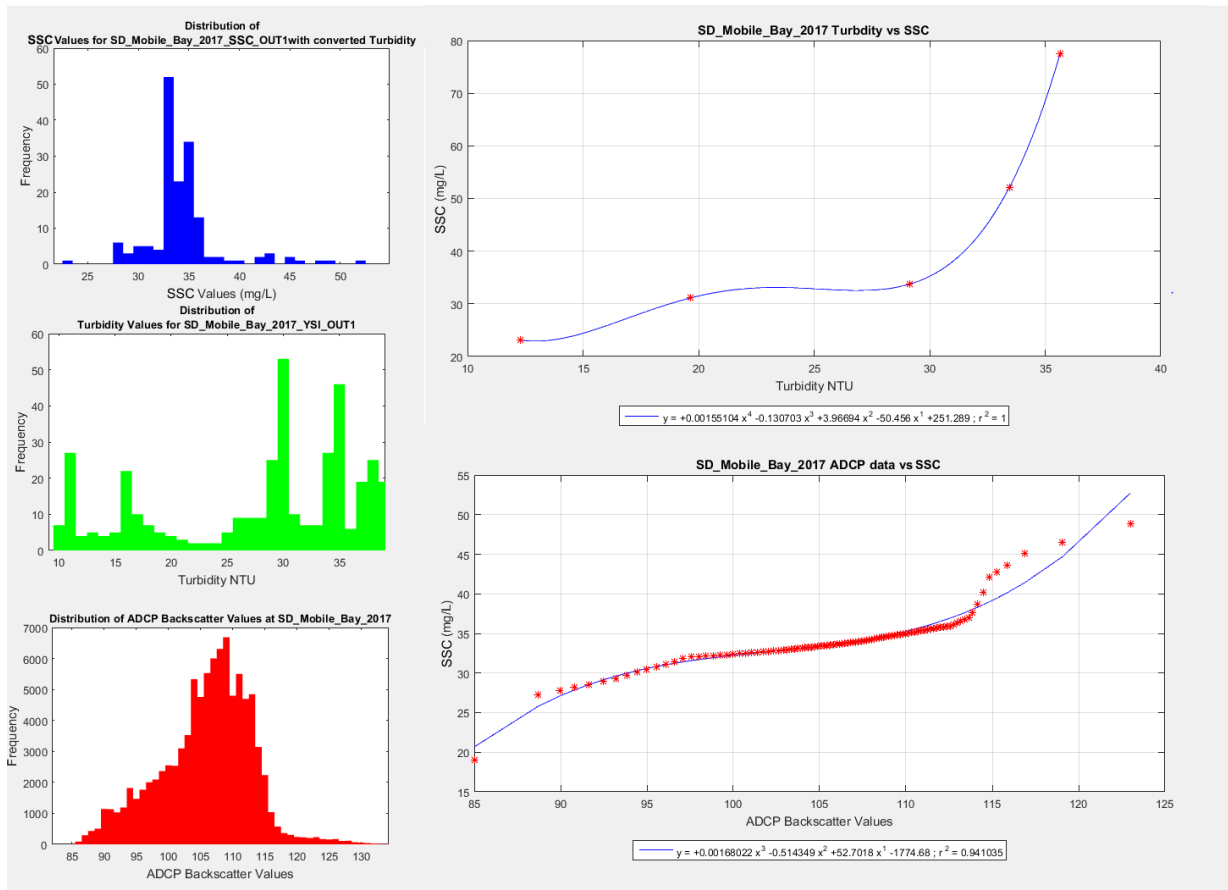 Distribution of
SSC Values for SD_Mobile_Bay_2017_SSC_OUT1with converted Turbidity
60
50
40
30
20
10
0
Frequency
25 30 35 40 45 50
SSC Values (mg/L)
Distribution of
Turbidity Values for SD_Mobile_Bay_2017_YSI_OUT1
60
50
40
30
20
10
0
Frequency
10 15 20 25 30 35
Turbidity NTU
Distribution of ADCP Backscatter Values at SD_Mobile_Bay_2017
7000
6000
5000
4000
3000
2000
1000
0
Frequency
85 90 95 100 105 110 115 120 125 130
ADCP Backscatter Values
SD_Mobile_Bay_2017 Turbdity vs SSC
80
70
60
50
40
30
20
SSC (mg/L)
10 15 20 25 30 35 40
Turbidity NTU
y = +0.00155104 x^4 -0.130703 x^3 +3.96694 x^2 -50.456 x^1 +251.289 ; r^2 = 1
SD_Mobile_Bay_2017 ADCP data vs SSC
55
50
45
40
35
30
25
20
15
SSC (mg/L)
85 90 95 100 105 110 115 120 125
ADCP Backscatter Values
y = +0.00168022 x^3 -0.514349 x^2 +52.7018 x^1 -1774.68 ; r^2 = 0.941035